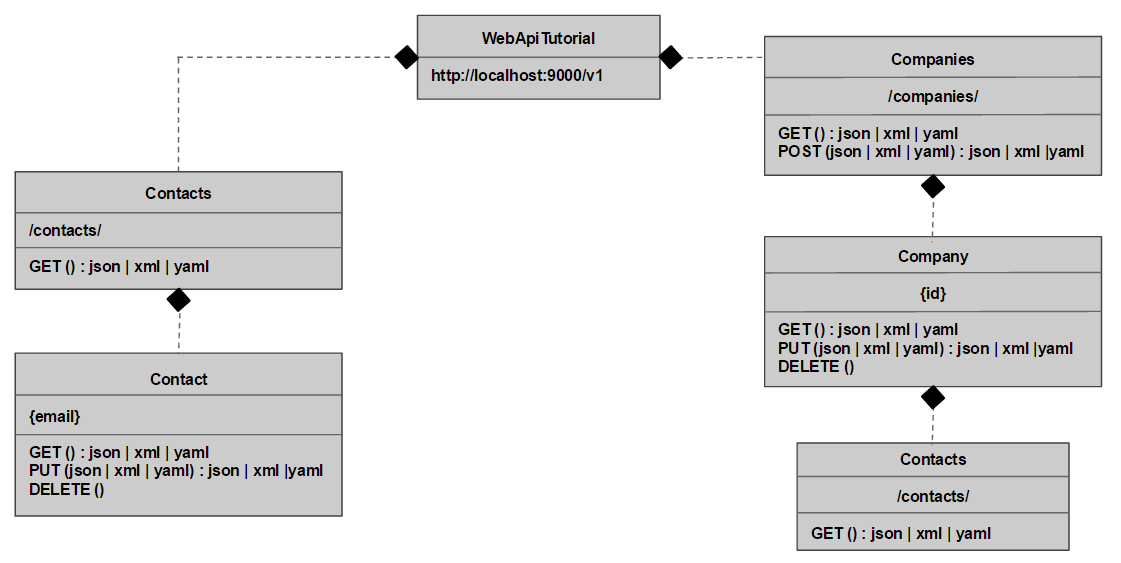 WebApiTutorial
http://localhost:9000/v1
Companies
/companies/
GET () : json | xml | yaml
POST (json | xml | yaml) : json | xml |yaml
Contacts
/contacts/
GET () : json | xml | yaml
Company
{id}
GET () : json | xml | yaml
PUT (json | xml | yaml) : json | xml |yaml
DELETE ()
Contact
{email}
GET () : json | xml | yaml
PUT (json | xml | yaml) : json | xml |yaml
DELETE ()
Contacts
/contacts/
GET () : json | xml | yaml